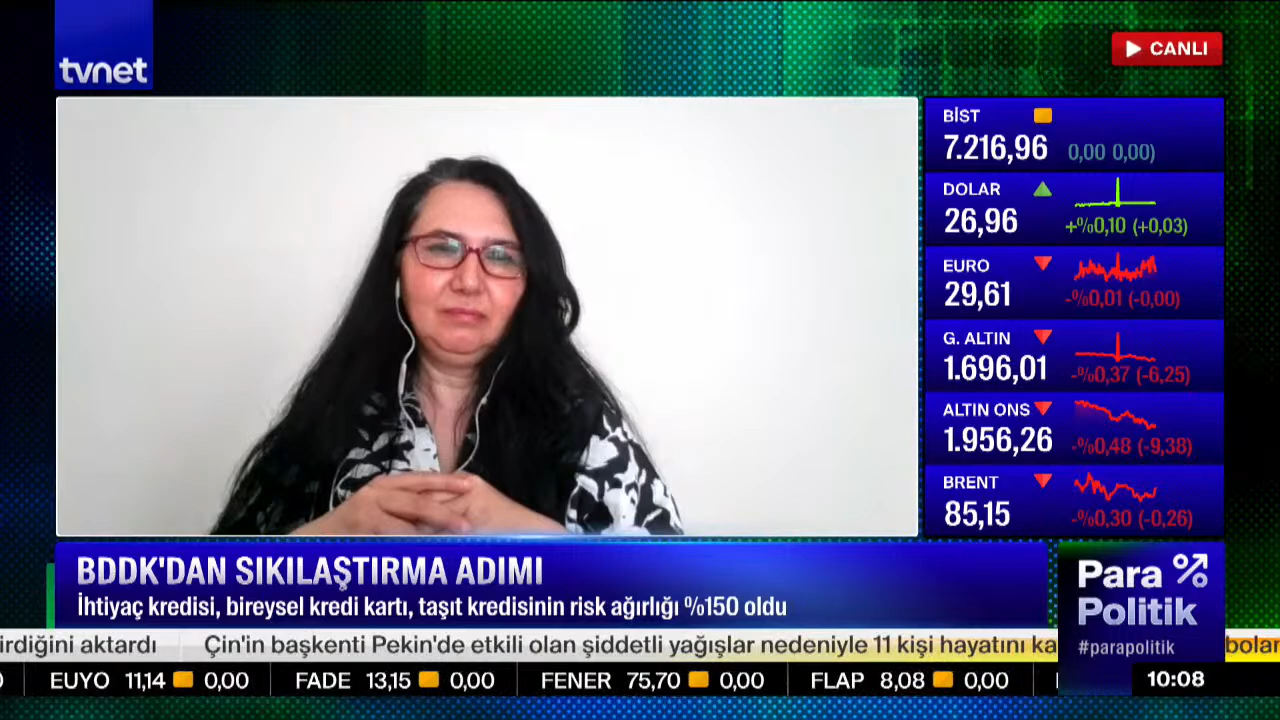 tvnet
CANLI
BİST
7.216,96 0,00 0,00)
DOLAR
26,96 +%0,10 (+0,03)
EURO
29,61 -%0,01 (-0,00)
G. ALTIN
1.696,01 -%0,37 (-6,25)
ALTIN ONS
1.956,26 -%0,48 (-9,38)
BRENT
85,15 -%0,30 (-0,26)
BDDK'DAN SIKILAŞTIRMA ADIMI
İhtiyaç kredisi, bireysel kredi kartı, taşıt kredisinin risk ağırlığı %150 oldu
Para %
Politik
#parapolitik
irdiğini aktardı Çin'in başkenti Pekin'de etkili olan şiddetli yağışlar nedeniyle 11 kişi hayatını ka bolar
0 EUYO 11,14 0,00 FADE 13,15 0,00 FENER 75,70 0,00 FLAP 8,08 0,00
10:08